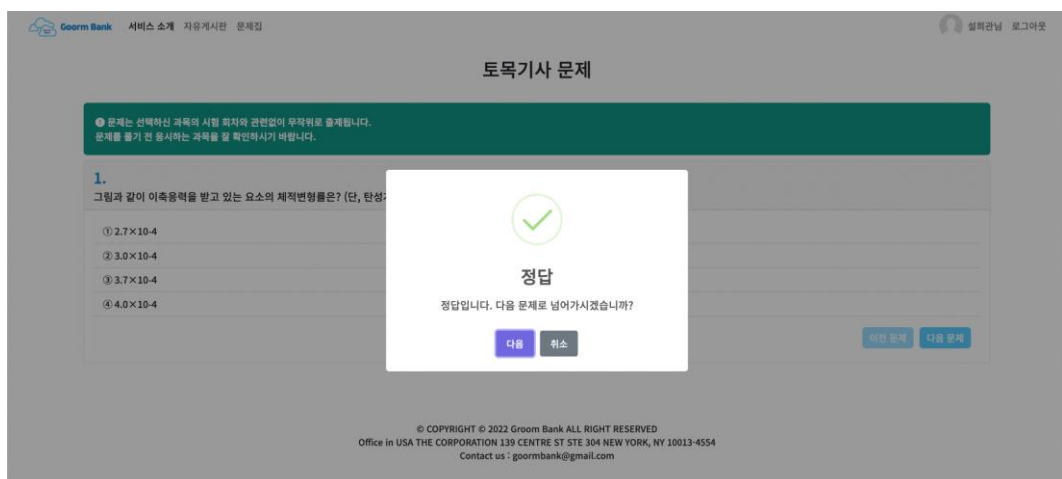 Goorm Bank 서비스 소개 자유게시판 문제집 설희관님 로그아웃
토목기사 문제
문제는 선택하신 과목의 시험 회차와 관련없이 무작위로 출제됩니다.
문제를 풀기 전 응시하는 과목을 잘 확인하시기 바랍니다.
1.
그림과 같이 이축응력을 받고 있는 요소의 체적변형률은? (단,
① 2.7×10-4
② 3.0×10-4
③ 3.7×10-4
④ 4.0×10-4
정답
정답입니다. 다음 문제로 넘어가시겠습니까?
다음 취소
이전 문제 다음 문제
© COPYRIGHT © 2022 Groom Bank ALL RIGHT RESERVED
Office in USA THE CORPORATION 139 CENTRE ST STE 304 NEW YORK, NY 10013-4554
Contact us : goormbank@gmail.com